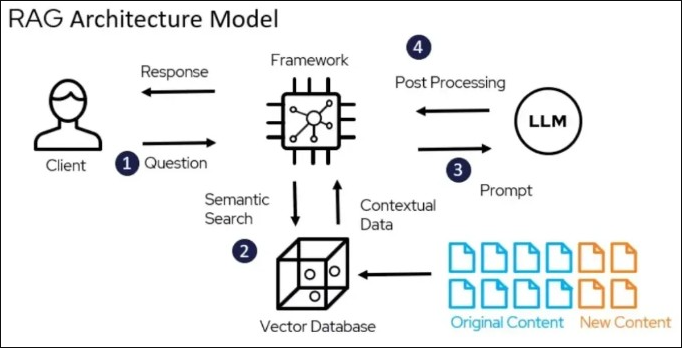 RAG Architecture Model
4
Framework
Response
Post Processing
LLM
Client
1
Question
3
Prompt
Semantic
Search
Contextual
Data
2
Vector Database
Original Content
New Content